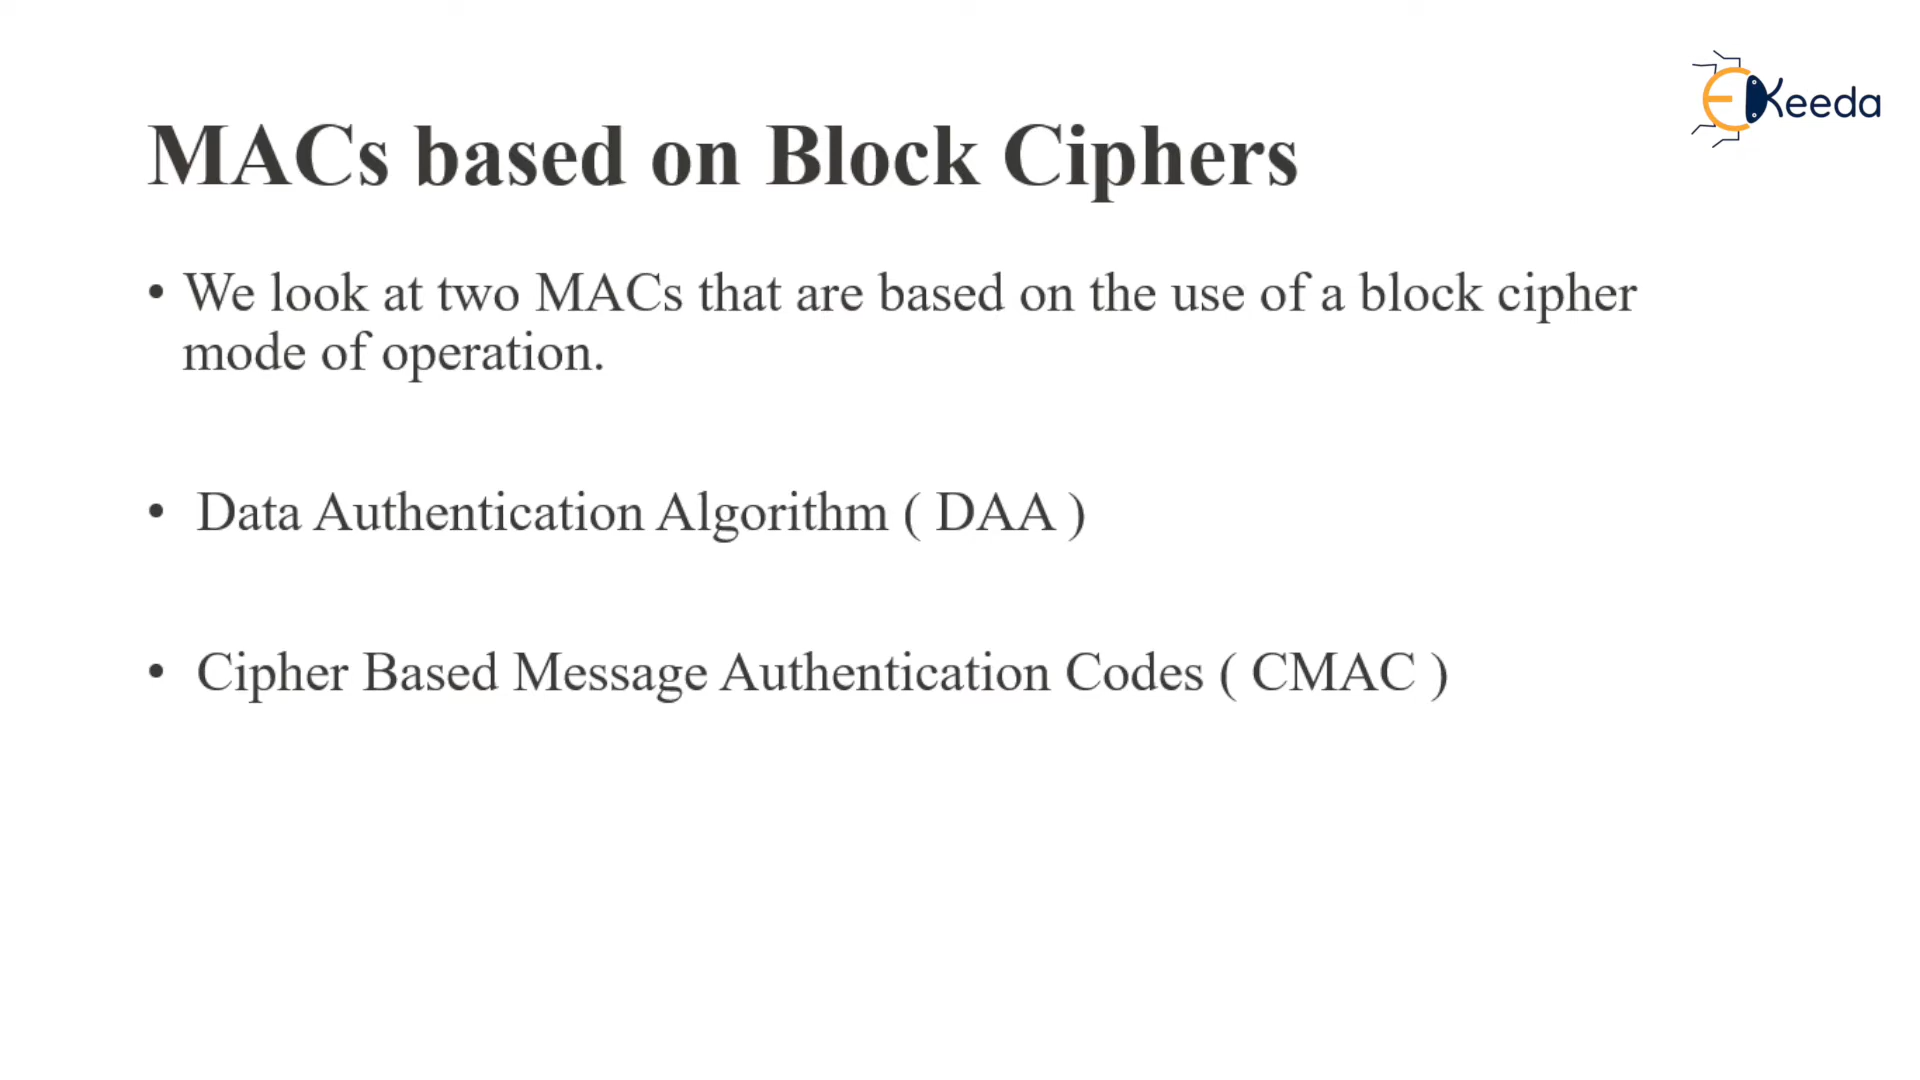 EKeeda
MACs based on Block Ciphers
• We look at two MACs that are based on the use of a block cipher
mode of operation.
• Data Authentication Algorithm ( DAA )
• Cipher Based Message Authentication Codes ( CMAC )